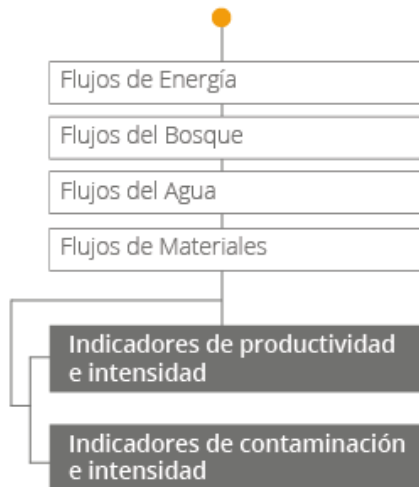 Flujos de Energía
Flujos del Bosque
Flujos del Agua
Flujos de Materiales
Indicadores de productividad
e intensidad
Indicadores de contaminación
e intensidad